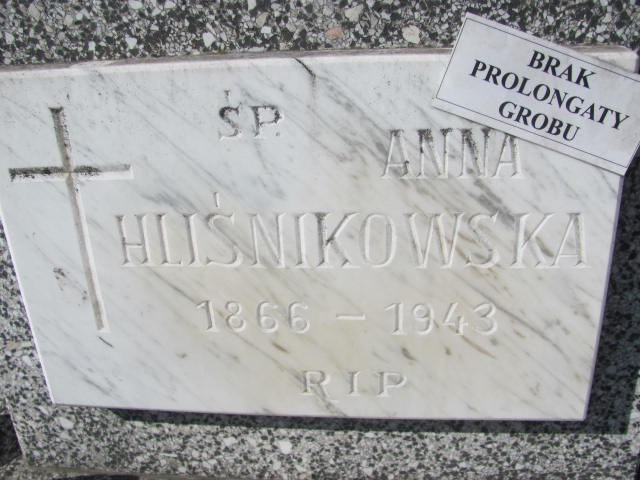 BRAK
PROLONGATY
GROBU
ŚP.
ANNA
HLIŚNIKOWSKA
1866 – 1943
RIP